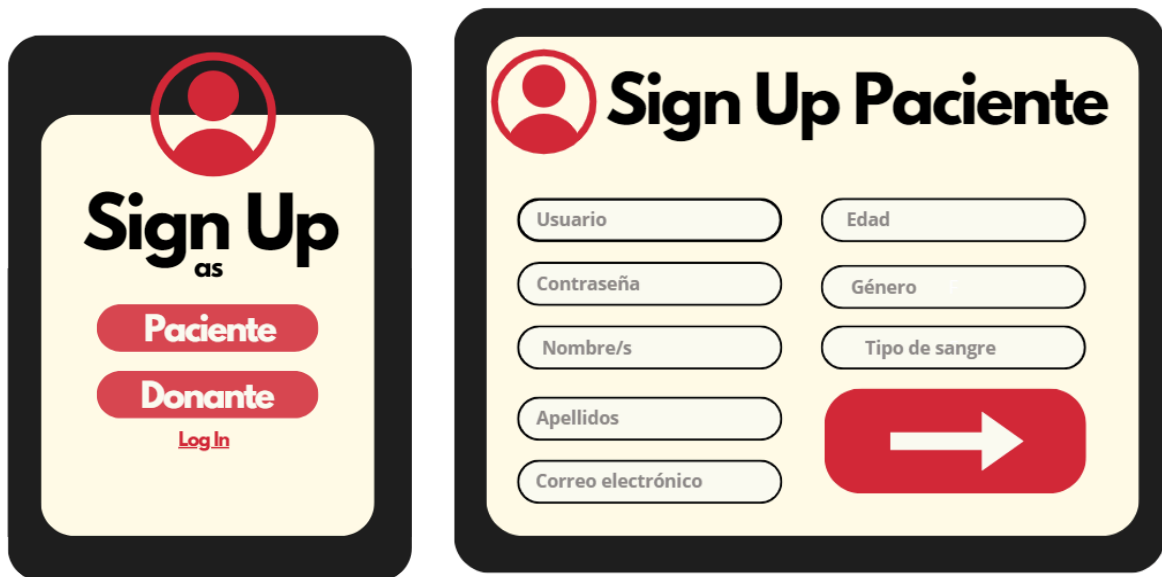 Sign Up
as
Paciente
Donante
Log In
Sign Up Paciente
Usuario
Contraseña
Nombre/s
Apellidos
Correo electrónico
Edad
Género
Tipo de sangre